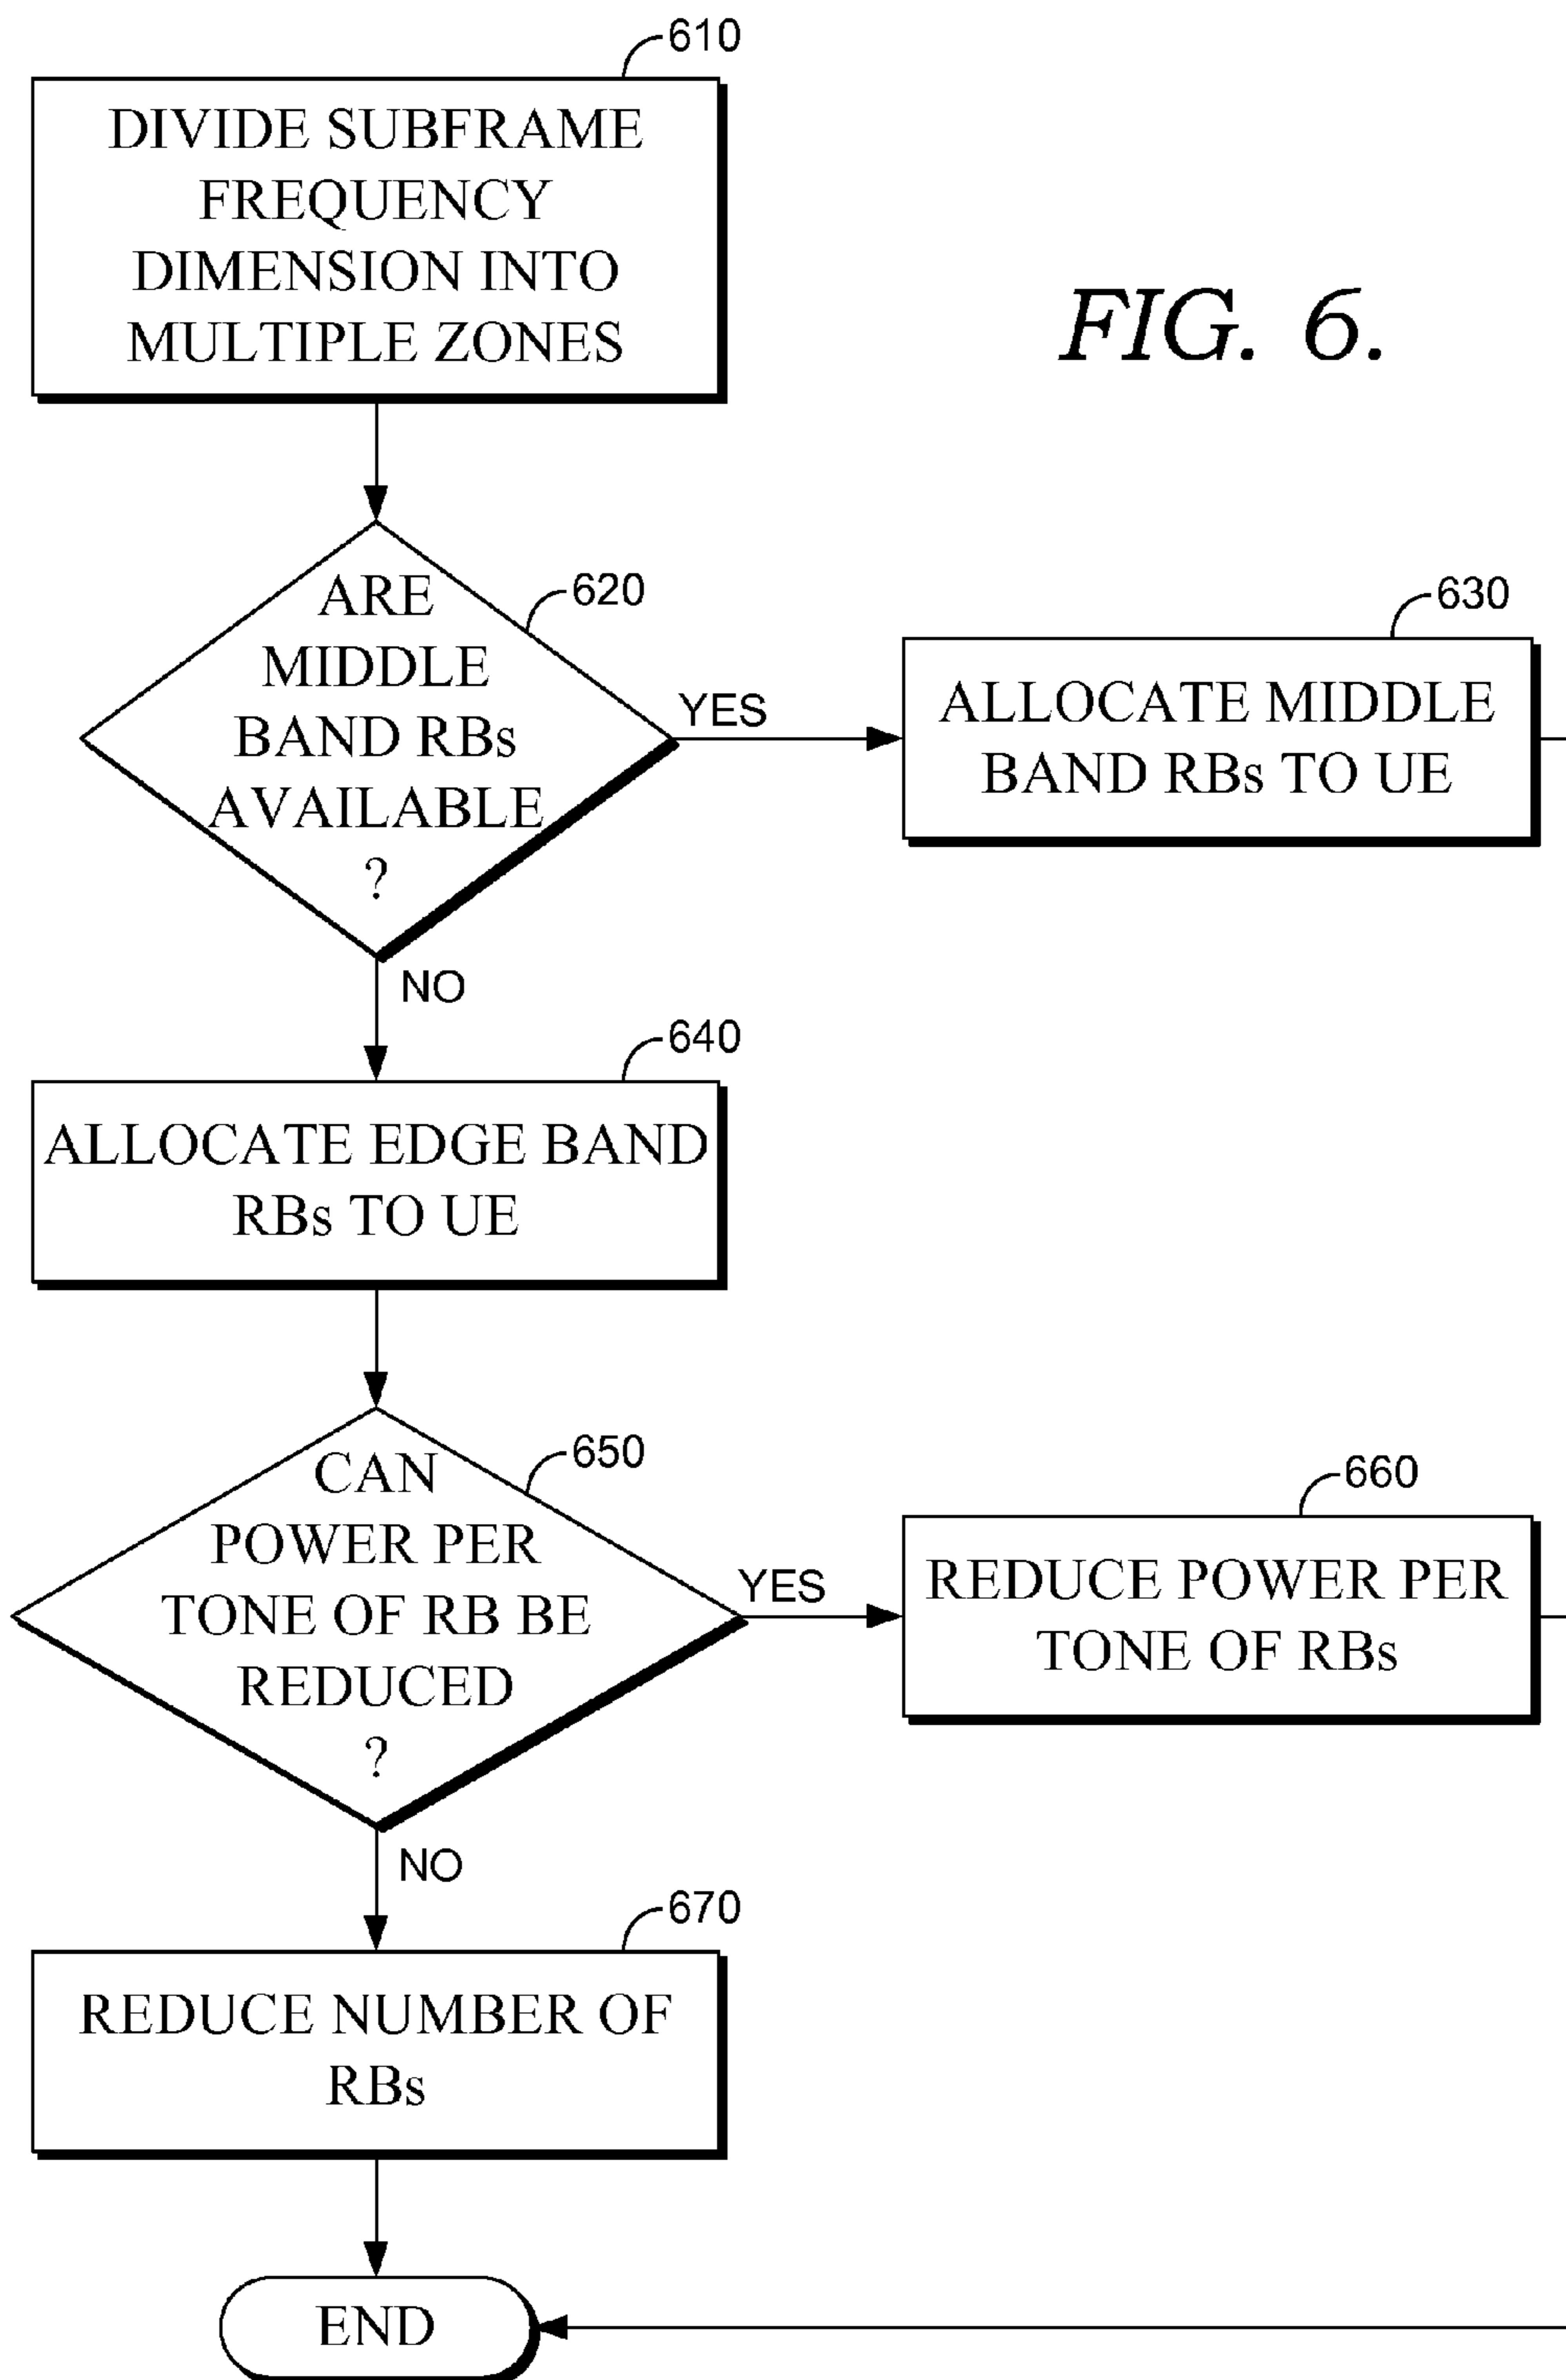 610
DIVIDE SUBFRAME
FREQUENCY
DIMENSION INTO
MULTIPLE ZONES
FIG. 6.
620
ARE
MIDDLE
BAND RBs
AVAILABLE
?
YES
630
ALLOCATE MIDDLE
BAND RBs TO UE
NO
640
ALLOCATE EDGE BAND
RBs TO UE
650
CAN
POWER PER
TONE OF RB BE
REDUCED
?
YES
660
REDUCE POWER PER
TONE OF RBs
NO
670
REDUCE NUMBER OF
RBs
END